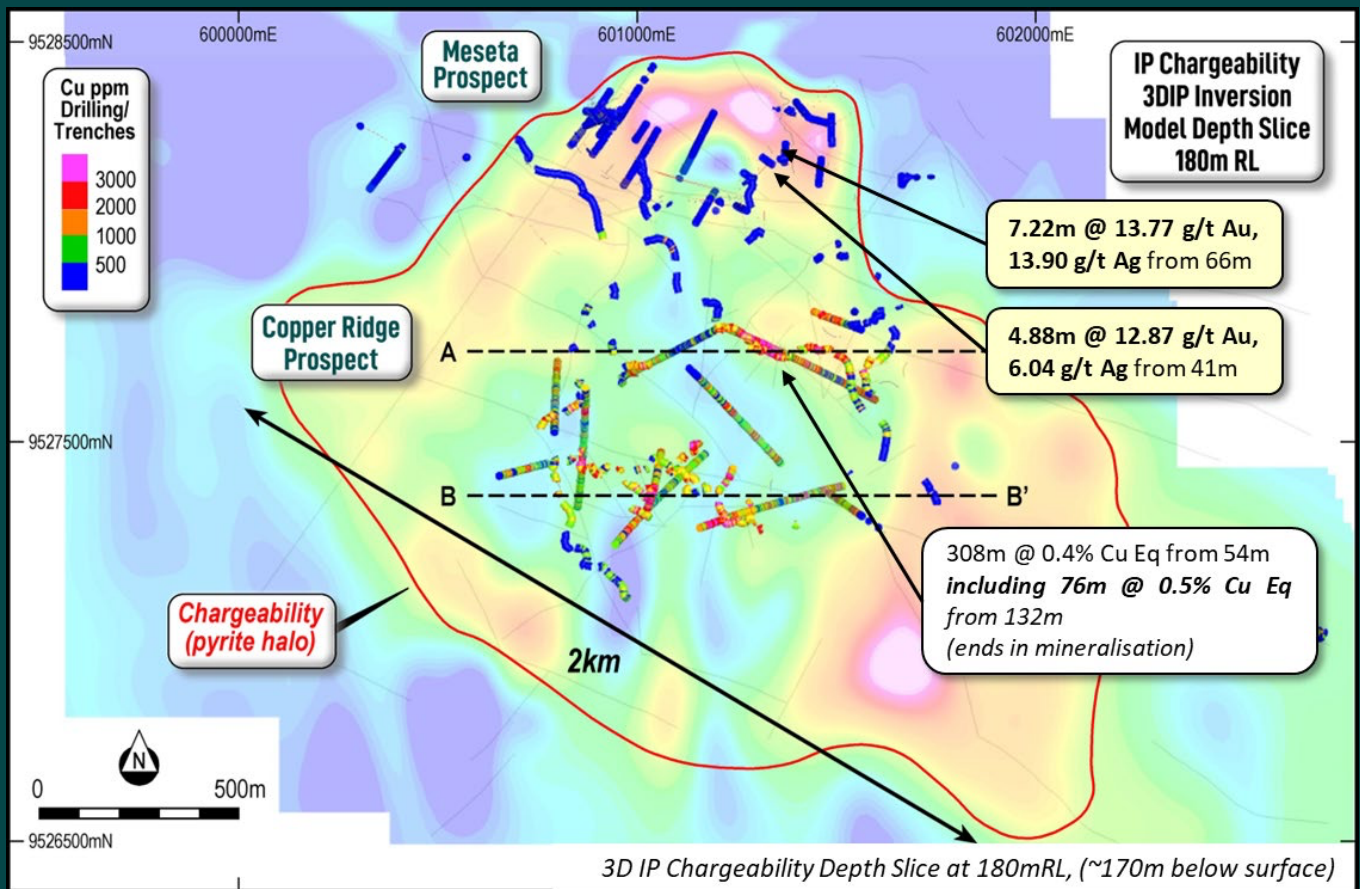 600000mE
601000mE
602000mE
9528500mN
Meseta
Prospect
IP Chargeability
3DIP Inversion
Model Depth Slice
180m RL
Cu ppm
Drilling/
Trenches
3000
2000
1000
500
7.22m @ 13.77 g/t Au,
13.90 g/t Ag from 66m
4.88m @ 12.87 g/t Au,
6.04 g/t Ag from 41m
Copper Ridge
Prospect
A
9527500mN
B
B'
308m @ 0.4% Cu Eq from 54m
including 76m @ 0.5% Cu Eq
from 132m
(ends in mineralisation)
Chargeability
(pyrite halo)
2km
N
0
500m
9526500mN
3D IP Chargeability Depth Slice at 180mRL, (~170m below surface)